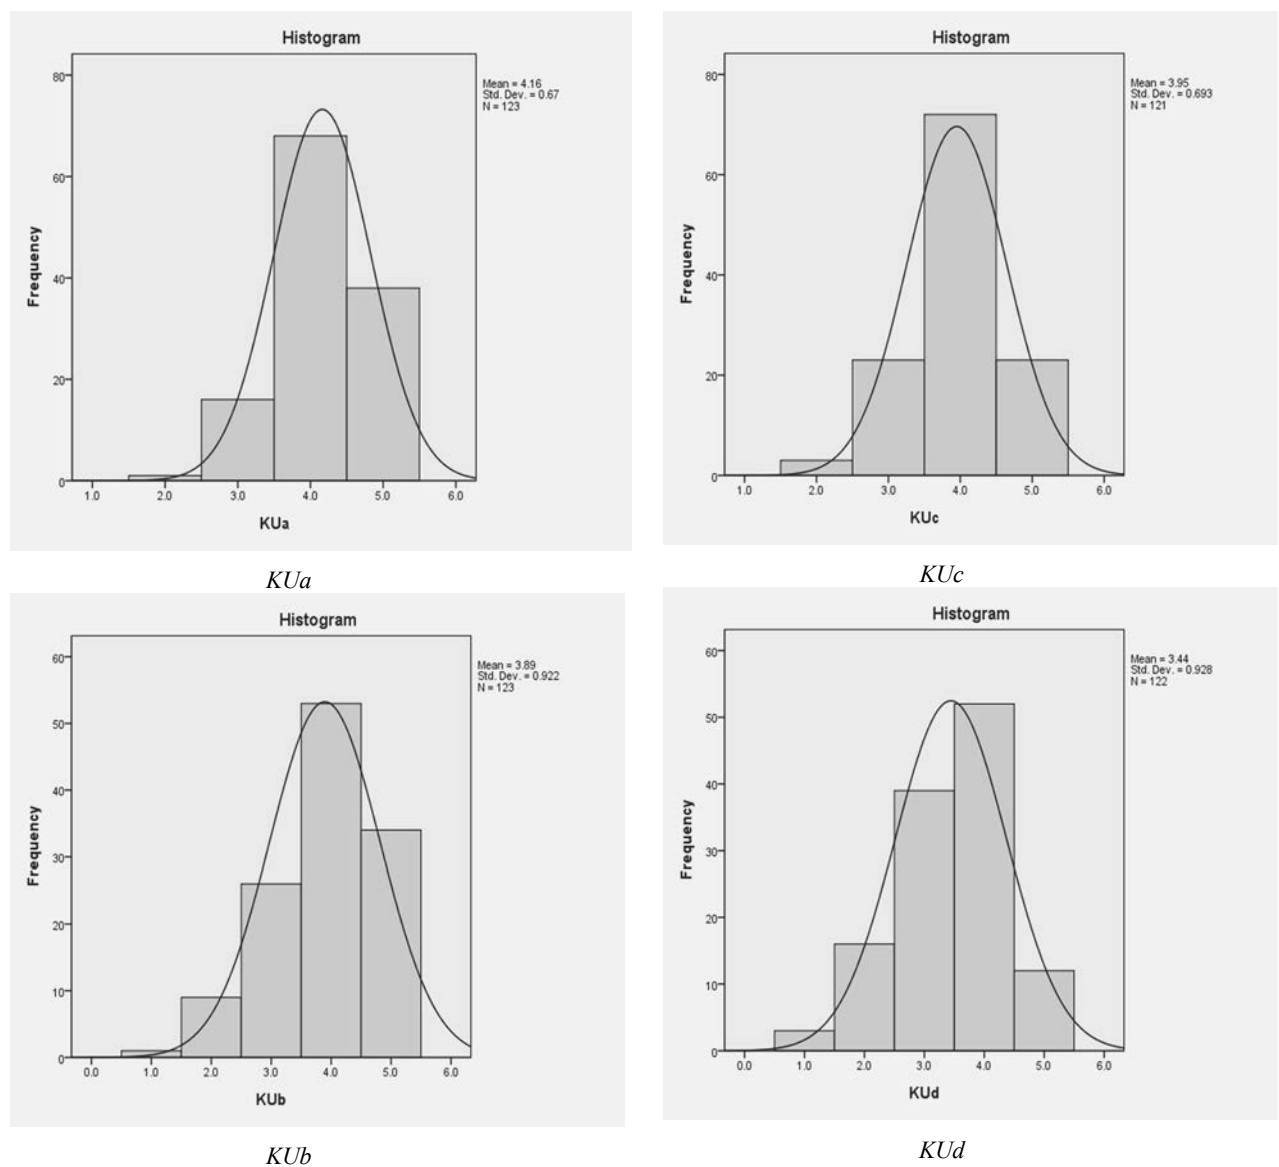 Histogram
Mean = 4.16
Std. Dev. = 0.67
N = 123
80
60
40
20
0
Frequency
1.0 2.0 3.0 4.0 5.0 6.0
KUa
KUa
Histogram
Mean = 3.95
Std. Dev. = 0.693
N = 121
80
60
40
20
0
Frequency
1.0 2.0 3.0 4.0 5.0 6.0
KUc
KUc
Histogram
Mean = 3.89
Std. Dev. = 0.922
N = 123
60
50
40
30
20
10
0
Frequency
0.0 1.0 2.0 3.0 4.0 5.0 6.0
KUb
KUb
Histogram
Mean = 3.44
Std. Dev. = 0.928
N = 122
60
50
40
30
20
10
0
Frequency
0.0 1.0 2.0 3.0 4.0 5.0 6.0
KUd
KUd